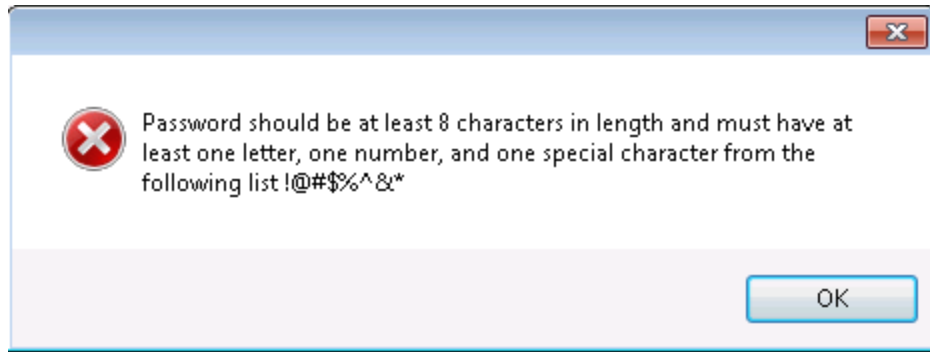 Password should be at least 8 characters in length and must have at
least one letter, one number, and one special character from the
following list !@#$%^&*
OK